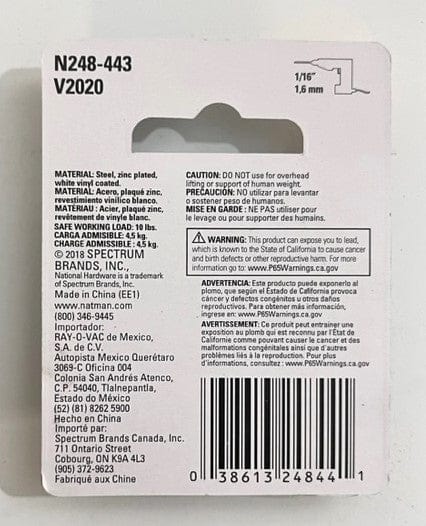 N248-443
V2020
1/16"
1,6 mm
MATERIAL: Steel, zinc plated,
white vinyl coated.
MATERIAL: Acero, plaqué zinc,
revestimiento vinílico blanco.
MATÉRIAU : Acier, plaqué zinc,
revêtement de vinyle blanc.
SAFE WORKING LOAD: 10 lbs.
CARGA ADMISIBLE: 4,5 kg.
CHARGE ADMISSIBLE : 4,5 kg.
© 2018 SPECTRUM
BRANDS, INC.,
National Hardware is a trademark
of Spectrum Brands, Inc.
Made in China (EE1)
www.natman.com
(800) 346-9445
Importador:
RAY-O-VAC de Mexico,
S.A. de C.V.
Autopista Mexico Querétaro
3069-C Oficina 004
Colonia San Andrés Atenco,
C.P. 54040, Tlalnepantla,
Estado do México
(52) (81) 8262 5900
Hecho en China
Importé par:
Spectrum Brands Canada, Inc.
711 Ontario Street
Cobourg, ON K9A 4L3
(905) 372-9623
Fabriqué aux Chine
CAUTION: DO NOT use for overhead
lifting or support of human weight.
PRECAUCIÓN: NO utilizar para levantar
o sostener peso de humanos.
MISE EN GARDE : NE PAS utiliser pour
le levage ou pour supporter des humains.
WARNING: This product can expose you to lead,
which is known to the State of California to cause cancer
and birth defects or other reproductive harm. For more
information go to: www.P65Warnings.ca.gov
ADVERTENCIA: Este producto puede exponerlo al
plomo, que según el Estado de California provoca
cáncer y defectos congénitos u otros daños
reproductivos. Para obtener más información,
ingrese en: www.P65Warnings.ca.gov
AVERTISSEMENT: Ce produit peut entraîner une
exposition au plomb qui est reconnu par l'État de
Californie comme pouvant causer le cancer et des
malformations congénitales ainsi que d'autres
problèmes liés à la reproduction. Pour plus
d'informations, consultez : www.P65Warnings.ca.gov
0 38613 24844 1